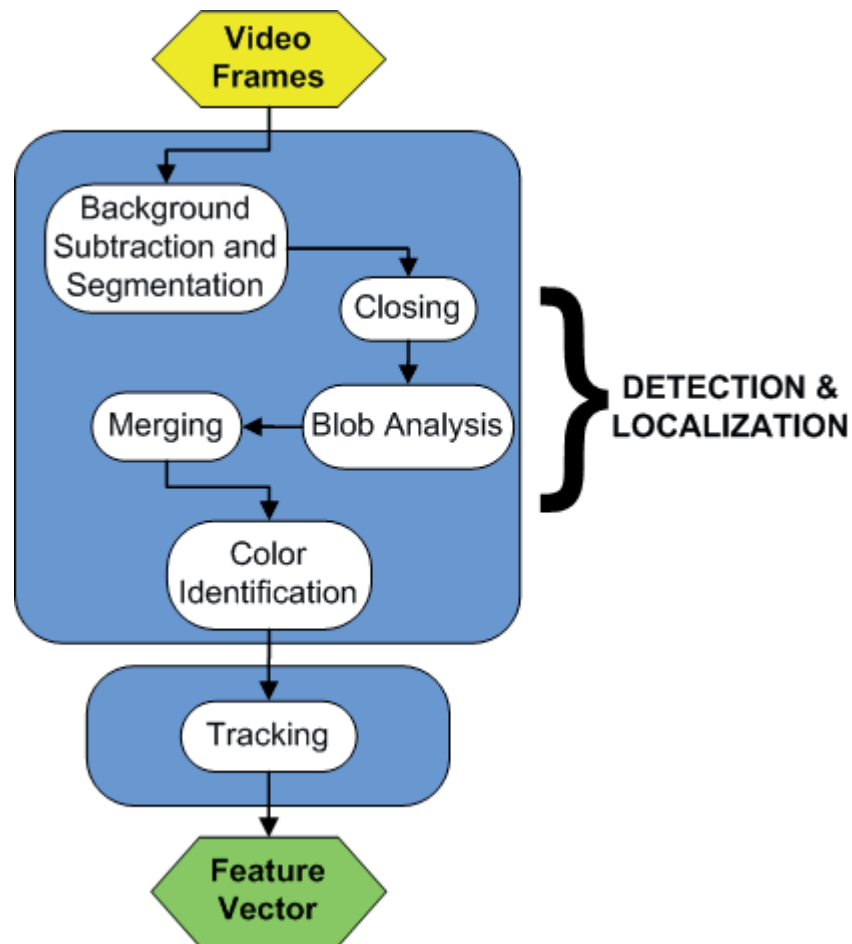 Video
Frames
Background
Subtraction and
Segmentation
Closing
Blob Analysis
Merging
DETECTION &
LOCALIZATION
Color
Identification
Tracking
Feature
Vector